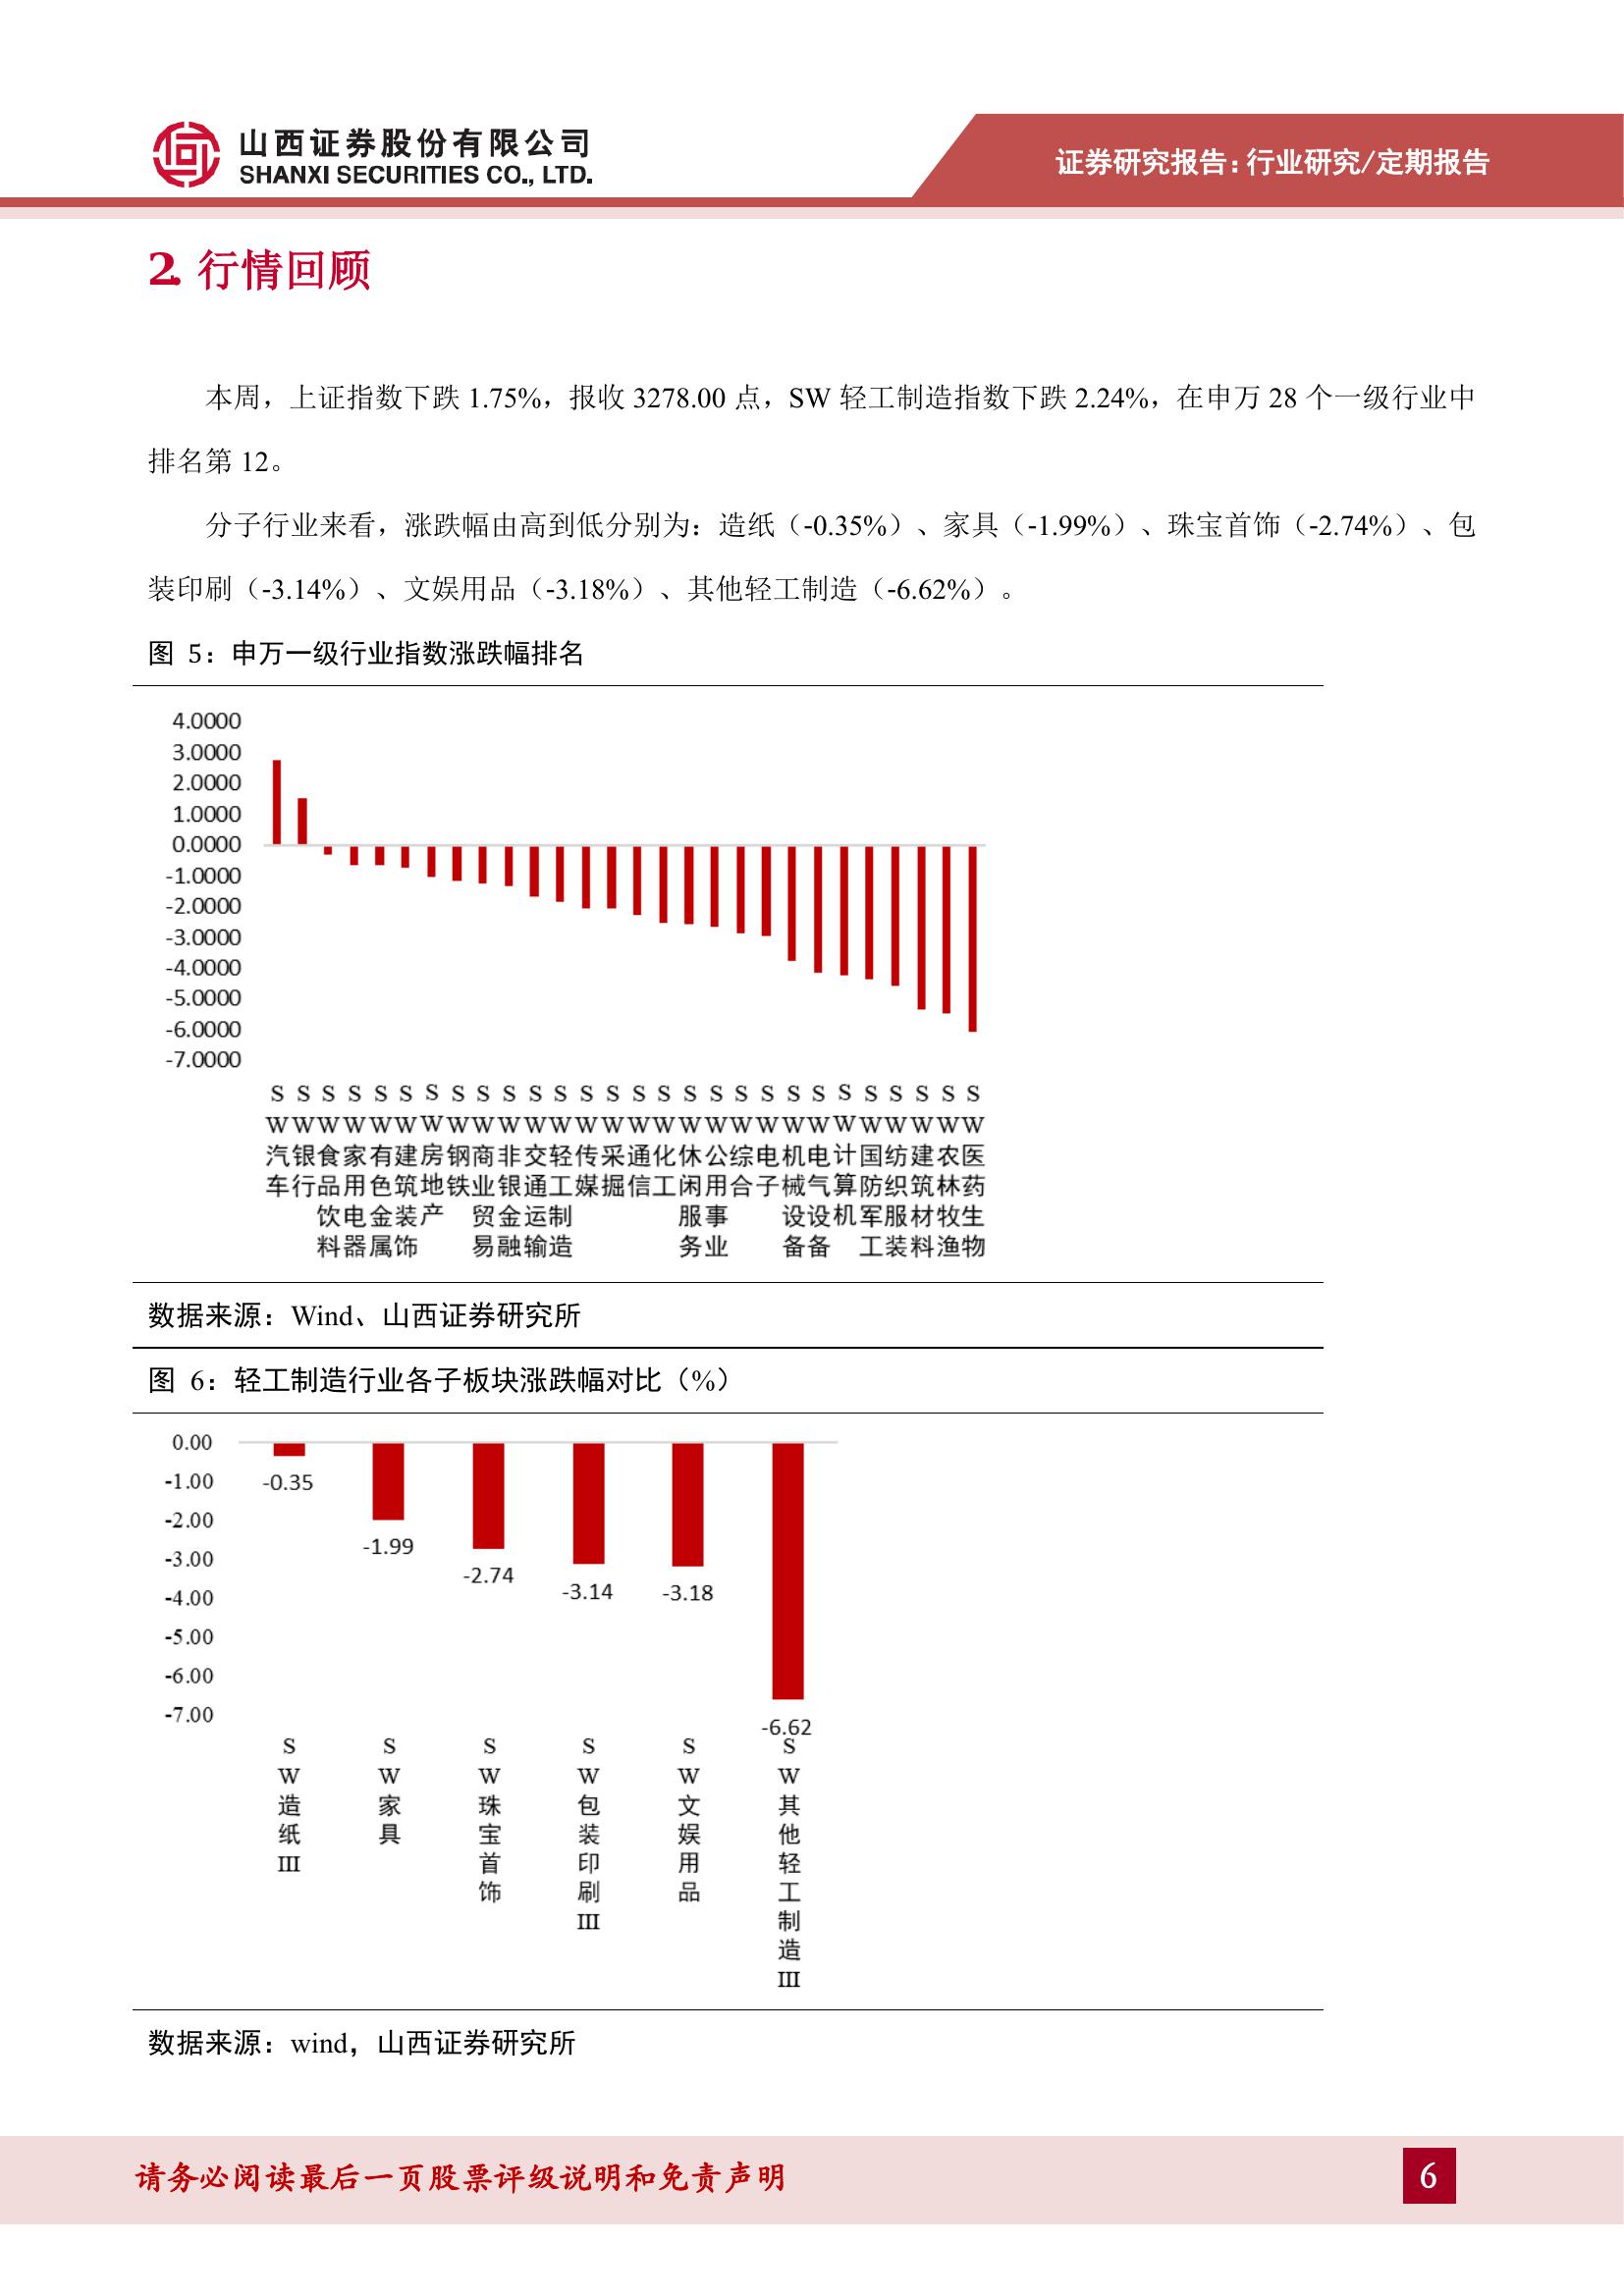 山西证券股份有限公司
SHANXI SECURITIES CO., LTD.
证券研究报告：行业研究/定期报告
2. 行情回顾
本周，上证指数下跌 1.75%，报收 3278.00 点，SW 轻工制造指数下跌 2.24%，在申万 28 个一级行业中
排名第 12。
分子行业来看，涨跌幅由高到低分别为：造纸（-0.35%）、家具（-1.99%）、珠宝首饰（-2.74%）、包
装印刷（-3.14%）、文娱用品（-3.18%）、其他轻工制造（-6.62%）。
图 5：申万一级行业指数涨跌幅排名
4.0000
3.0000
2.0000
1.0000
0.0000
-1.0000
-2.0000
-3.0000
-4.0000
-5.0000
-6.0000
-7.0000
SW汽车
SW银行
SW食品饮料
SW家用电器
SW有色金属
SW建筑装饰
SW房地产
SW钢铁
SW商业贸易
SW非银金融
SW交通运输
SW轻工制造
SW传媒
SW采掘
SW通信
SW化工
SW休闲服务
SW公用事业
SW综合
SW电子
SW机械设备
SW电气设备
SW计算机
SW国防军工
SW纺织服装
SW建筑材料
SW农林牧渔
SW医药生物
数据来源：Wind、山西证券研究所
图 6：轻工制造行业各子板块涨跌幅对比（%）
0.00
-1.00
-2.00
-3.00
-4.00
-5.00
-6.00
-7.00
-0.35
-1.99
-2.74
-3.14
-3.18
-6.62
SW造纸III
SW家具
SW珠宝首饰
SW包装印刷III
SW文娱用品
SW其他轻工制造III
数据来源：wind，山西证券研究所
请务必阅读最后一页股票评级说明和免责声明
6